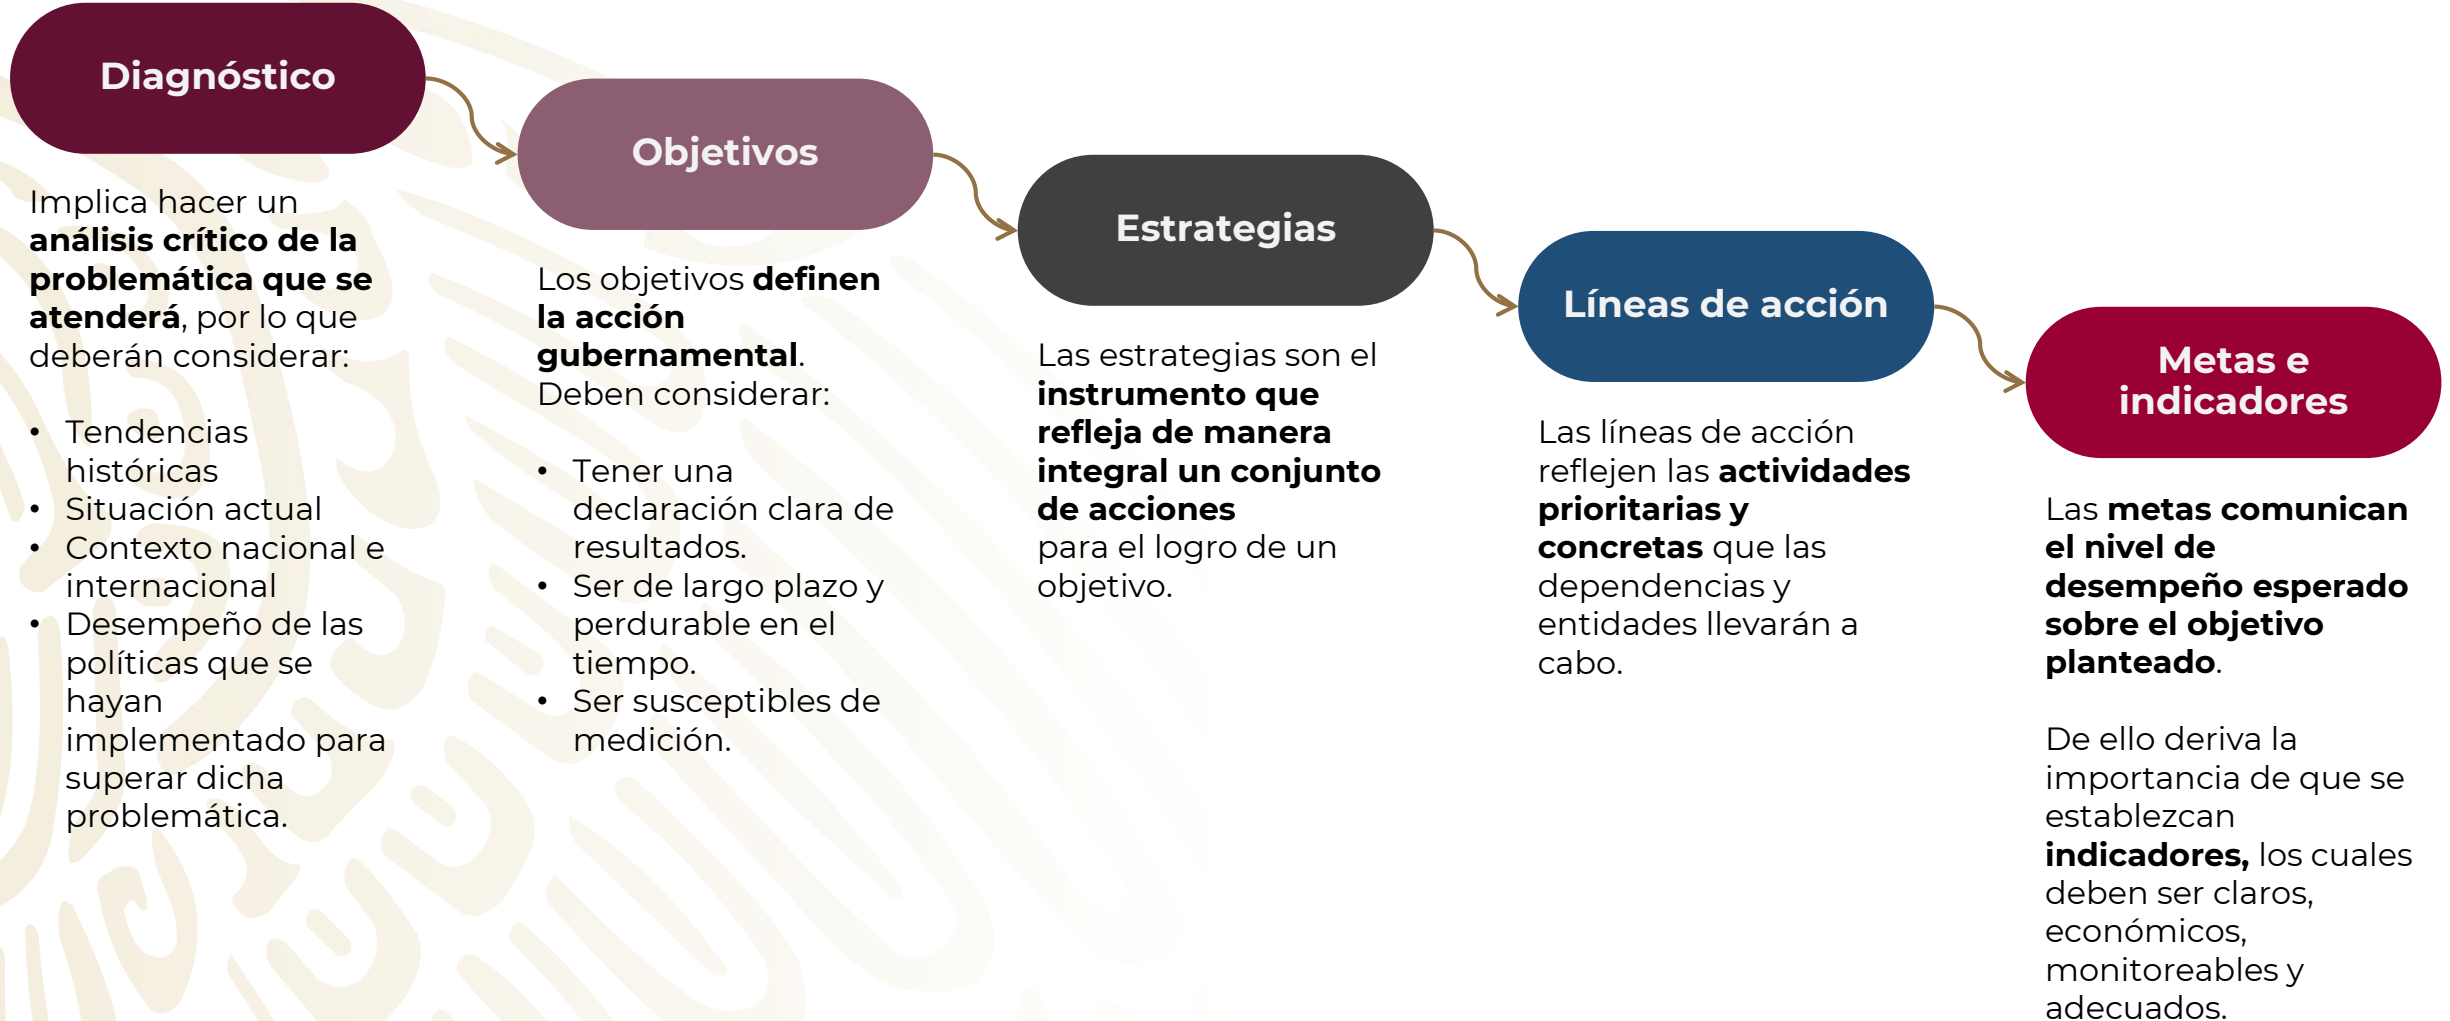 Diagnóstico
Implica hacer un
análisis crítico de la
problemática que se
atenderá, por lo que
deberán considerar:
• Tendencias
históricas
• Situación actual
• Contexto nacional e
internacional
• Desempeño de las
políticas que se
hayan
implementado para
superar dicha
problemática.
Objetivos
Los objetivos definen
la acción
gubernamental.
Deben considerar:
• Tener una
declaración clara de
resultados.
• Ser de largo plazo y
perdurable en el
tiempo.
• Ser susceptibles de
medición.
Estrategias
Las estrategias son el
instrumento que
refleja de manera
integral un conjunto
de acciones
para el logro de un
objetivo.
Líneas de acción
Las líneas de acción
reflejen las actividades
prioritarias y
concretas que las
dependencias y
entidades llevarán a
cabo.
Metas e
indicadores
Las metas comunican
el nivel de
desempeño esperado
sobre el objetivo
planteado.
De ello deriva la
importancia de que se
establezcan
indicadores, los cuales
deben ser claros,
económicos,
monitoreables y
adecuados.